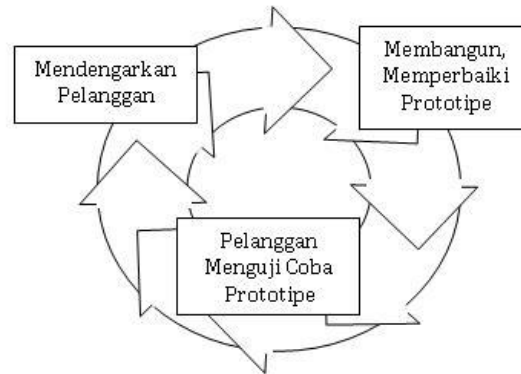 Mendengarkan
Pelanggan
Membangun,
Memperbaiki
Prototipe
Pelanggan
Menguji Coba
Prototipe